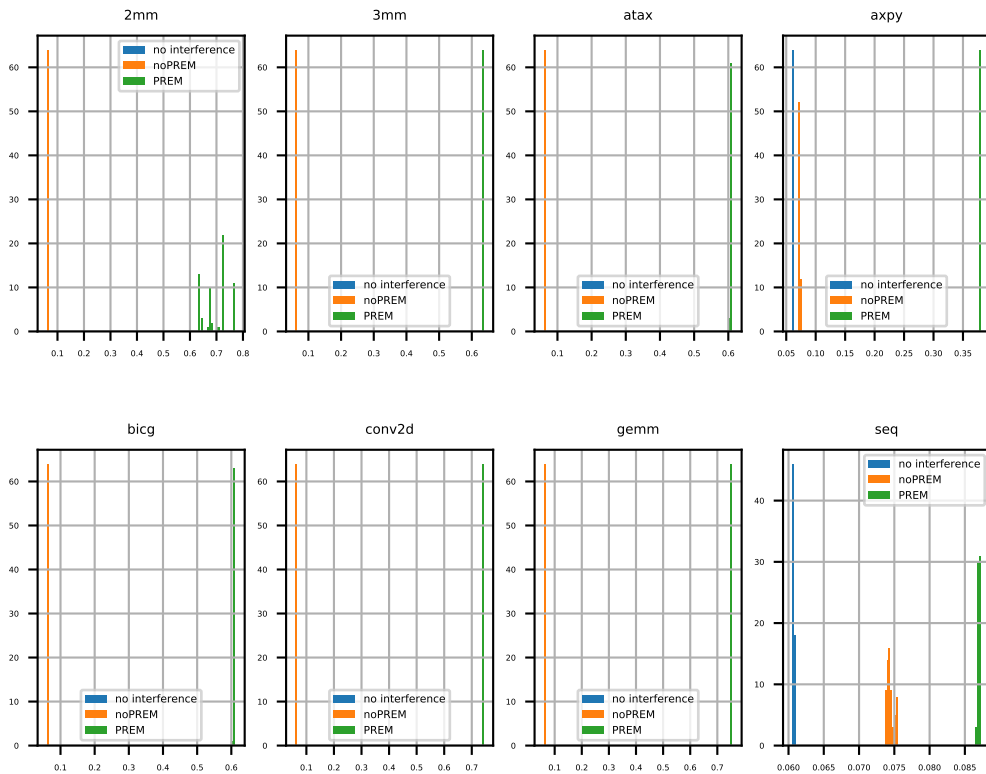 2mm
3mm
atax
axpy
60
50
40
30
20
10
0
0.1 0.2 0.3 0.4 0.5 0.6 0.7 0.8
no interference
noPREM
PREM
60
50
40
30
20
10
0
0.1 0.2 0.3 0.4 0.5 0.6
no interference
noPREM
PREM
60
50
40
30
20
10
0
0.1 0.2 0.3 0.4 0.5 0.6
no interference
noPREM
PREM
60
50
40
30
20
10
0
0.05 0.10 0.15 0.20 0.25 0.30 0.35
no interference
noPREM
PREM
bicg
conv2d
gemm
seq
60
50
40
30
20
10
0
0.1 0.2 0.3 0.4 0.5 0.6
no interference
noPREM
PREM
60
50
40
30
20
10
0
0.1 0.2 0.3 0.4 0.5 0.6 0.7
no interference
noPREM
PREM
60
50
40
30
20
10
0
0.1 0.2 0.3 0.4 0.5 0.6 0.7
no interference
noPREM
PREM
40
30
20
10
0
0.060 0.065 0.070 0.075 0.080 0.085
no interference
noPREM
PREM